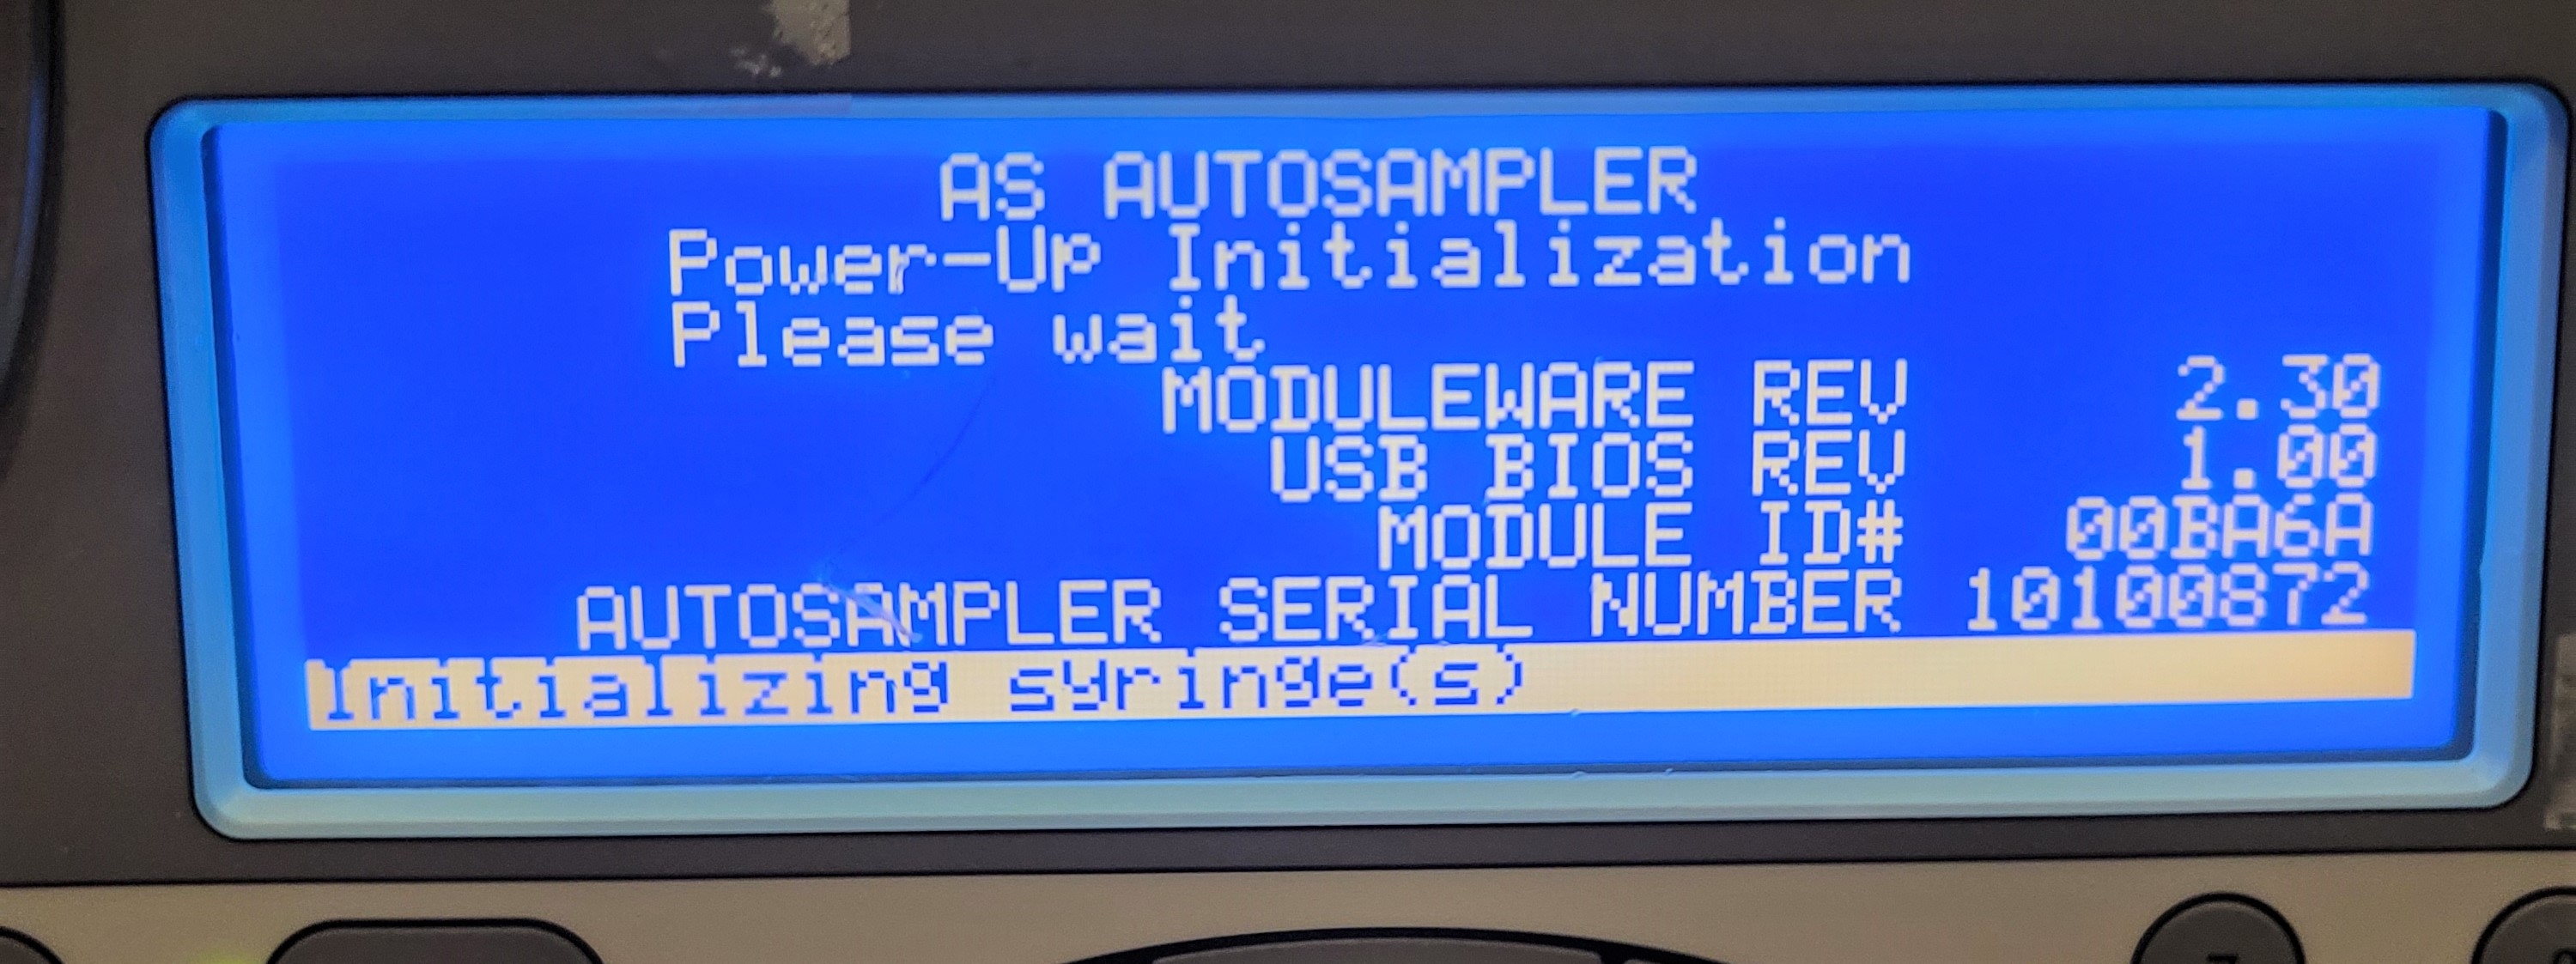 AS AUTOSAMPLER
Power-Up Initialization
Please wait
MODULEWARE REV 2.30
USB BIOS REV 1.00
MODULE ID# 00BA6A
AUTOSAMPLER SERIAL NUMBER 10100872
Initializing syringe(s)